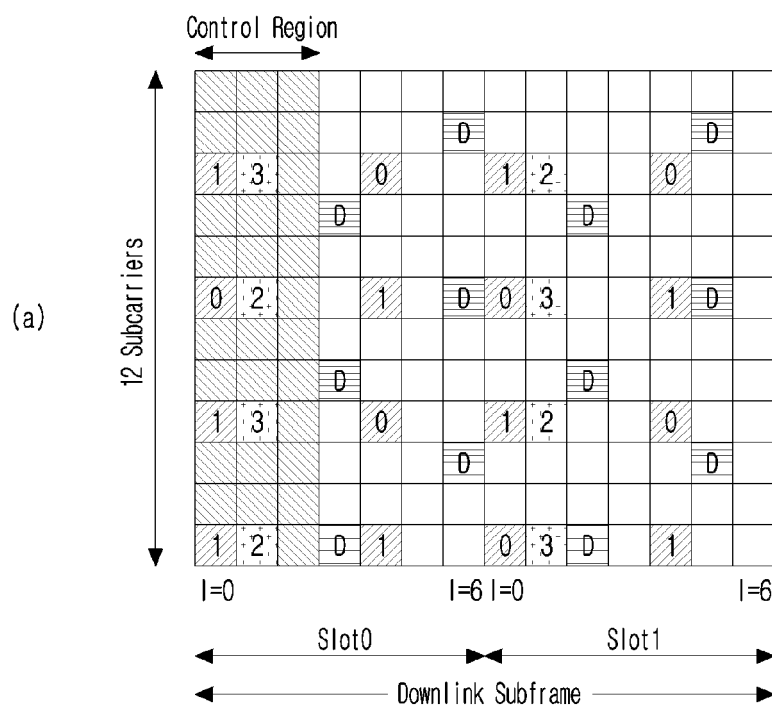 Control Region
D D
1 3 0 1 2 0
D D
(a)
12 Subcarriers
0 2 1 D 0 3 1 D
D D
1 3 0 1 2 0
D D
1 2 D 1 0 3 D 1
l=0 l=6 l=0 l=6
Slot0 Slot1
Downlink Subframe